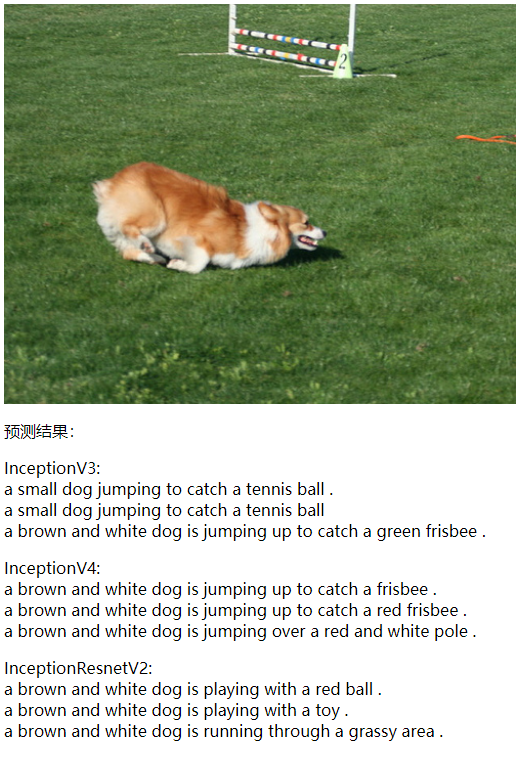 2
预测结果：
InceptionV3:
a small dog jumping to catch a tennis ball .
a small dog jumping to catch a tennis ball
a brown and white dog is jumping up to catch a green frisbee .
InceptionV4:
a brown and white dog is jumping up to catch a frisbee .
a brown and white dog is jumping up to catch a red frisbee .
a brown and white dog is jumping over a red and white pole .
InceptionResnetV2:
a brown and white dog is playing with a red ball .
a brown and white dog is playing with a toy .
a brown and white dog is running through a grassy area .